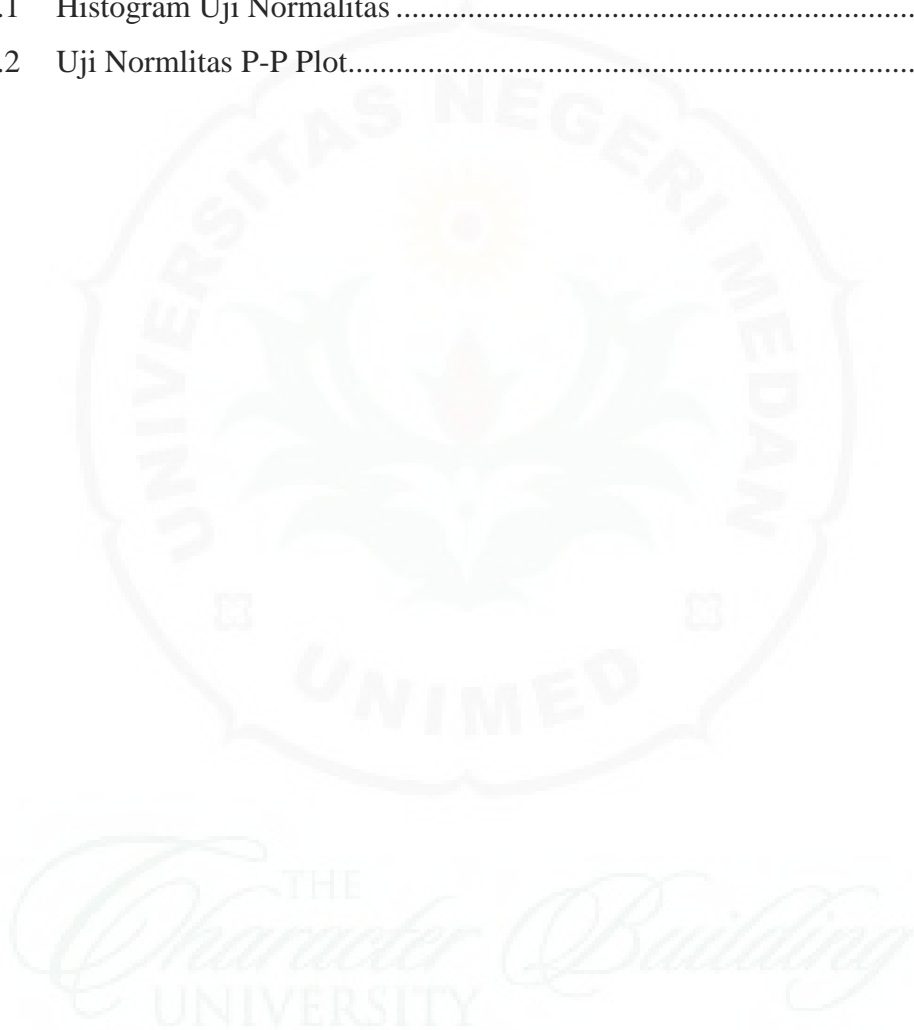 .1 Histogram Uji Normalitas ........................................................................
.2 Uji Normlitas P-P Plot.............................................................................
UNIVERSITAS NEGERI MEDAN
UNIMED
THE
Character Building
UNIVERSITY